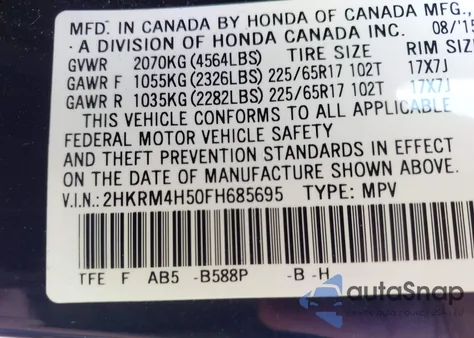 MFD. IN CANADA BY HONDA OF CANADA MFG.,
· A DIVISION OF HONDA CANADA INC. 08/15
GVWR 2070KG (4564LBS) TIRE SIZE RIM SIZE
GAWR F 1055KG (2326LBS) 225/65R17 102T 17X7J
GAWR R 1035KG (2282LBS) 225/65R17 102T 17X7J
THIS VEHICLE CONFORMS TO ALL APPLICABLE
FEDERAL MOTOR VEHICLE SAFETY
AND THEFT PREVENTION STANDARDS IN EFFECT
ON THE DATE OF MANUFACTURE SHOWN ABOVE.
V.I.N.: 2HKRM4H50FH685695 TYPE: MPV
TFE F AB5 -B588P -B -H
autoSnap